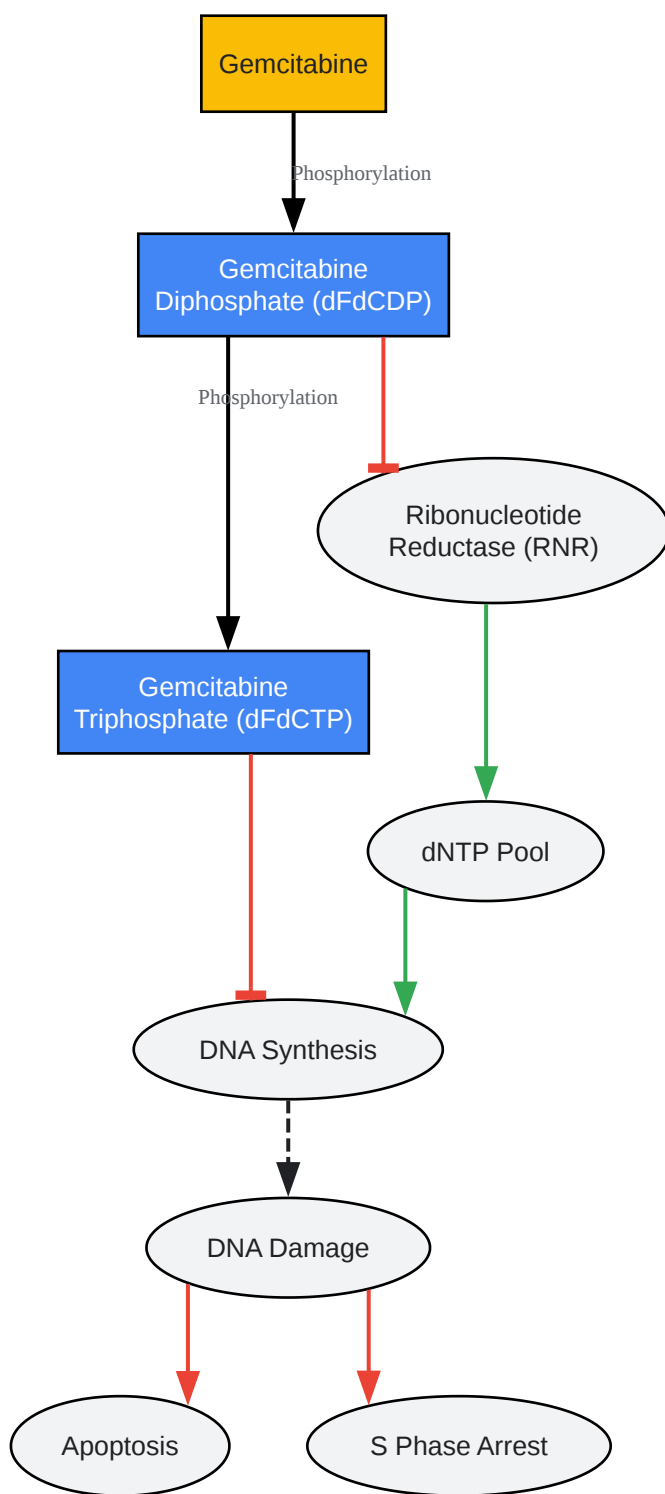 Gemcitabine
Phosphorylation
Gemcitabine
Diphosphate (dFdCDP)
Phosphorylation
Ribonucleotide
Reductase (RNR)
Gemcitabine
Triphosphate (dFdCTP)
dNTP Pool
DNA Synthesis
DNA Damage
Apoptosis
S Phase Arrest